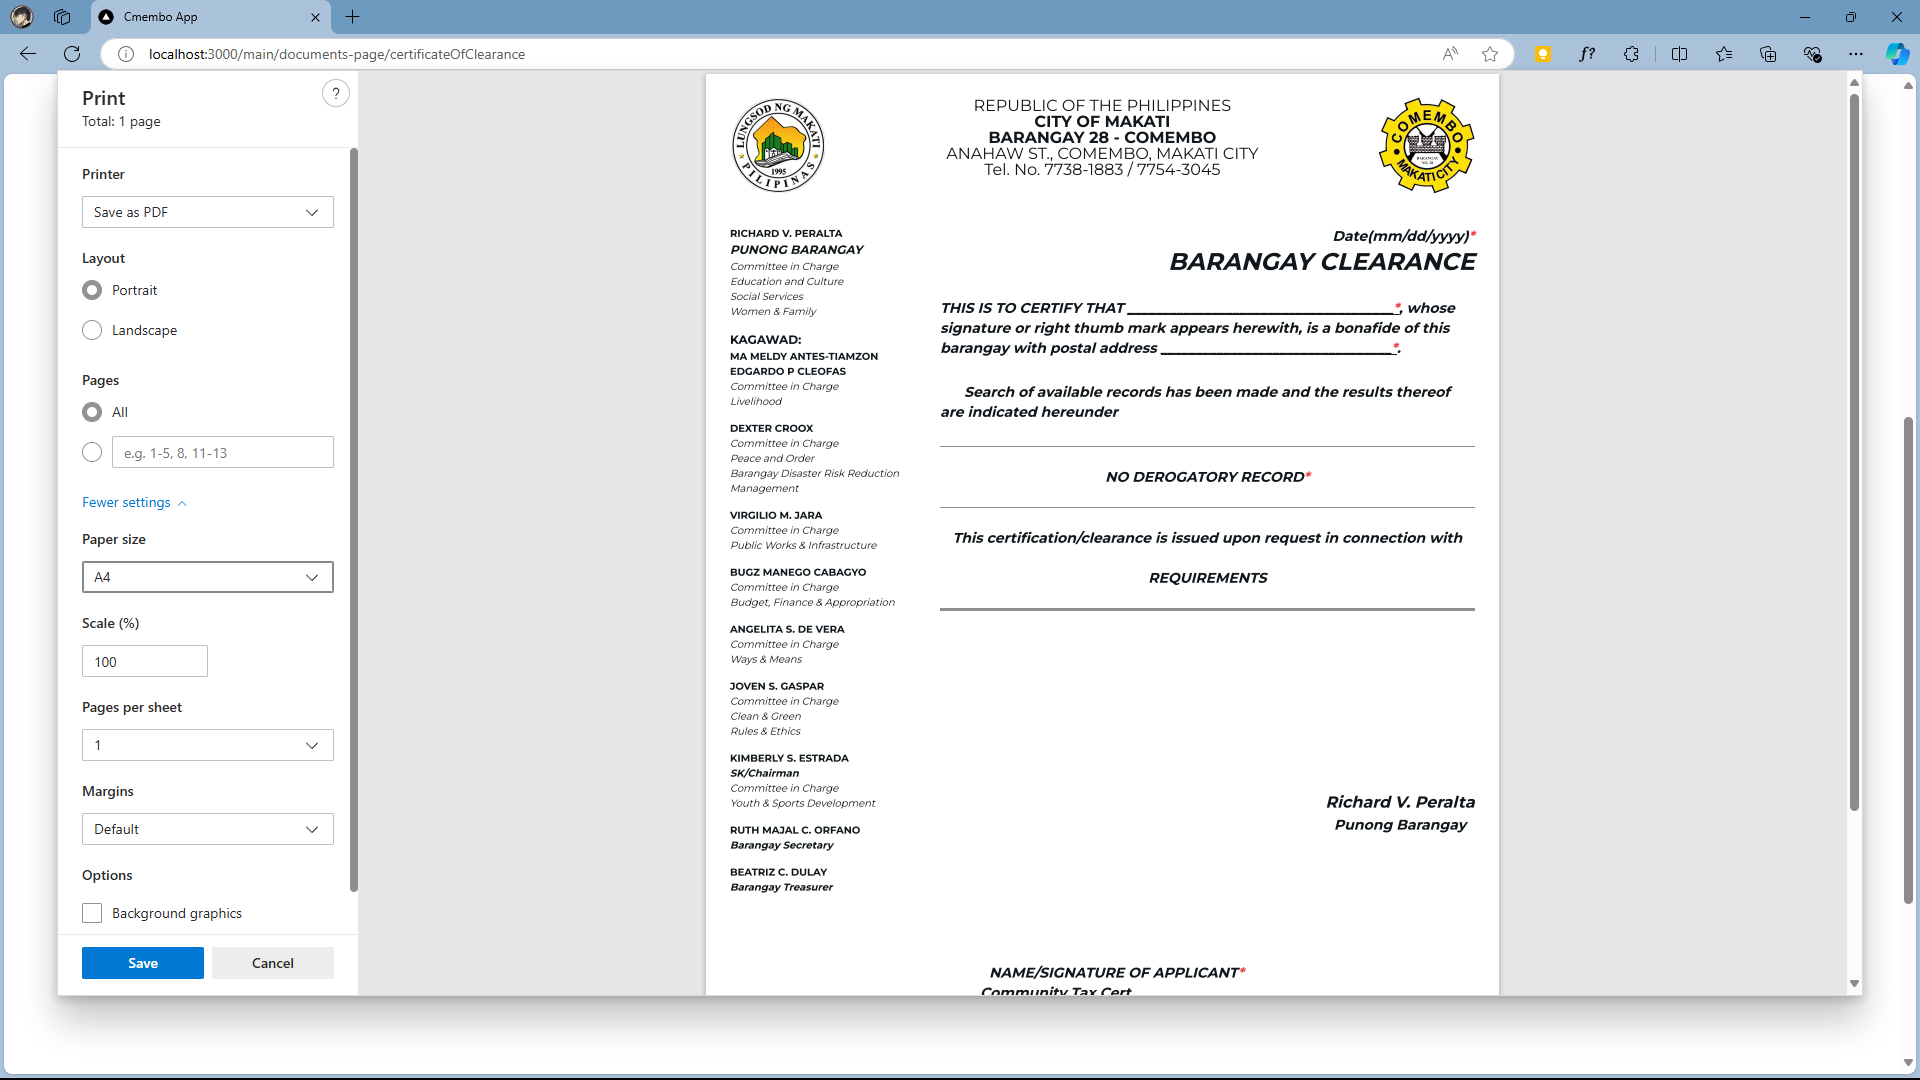 Cmembo App
localhost:3000/main/documents-page/certificateOfClearance
Print
?
Total: 1 page
Printer
Save as PDF
Layout
Portrait
Landscape
Pages
All
e.g. 1-5, 8, 11-13
Fewer settings
Paper size
A4
Scale (%)
100
Pages per sheet
1
Margins
Default
Options
Background graphics
Save
Cancel
LUNGSOD NG MAKATI
1995
PILIPINAS
REPUBLIC OF THE PHILIPPINES
CITY OF MAKATI
BARANGAY 28 - COMEMBO
ANAHAW ST., COMEMBO, MAKATI CITY
Tel. No. 7738-1883 / 7754-3045
COMEMBO
BARANGAY
MAKATI CITY
RICHARD V. PERALTA
PUNONG BARANGAY
Committee in Charge
Education and Culture
Social Services
Women & Family
KAGAWAD:
MA MELDY ANTES-TIAMZON
EDGARDO P CLEOFAS
Committee in Charge
Livelihood
DEXTER CROOX
Committee in Charge
Peace and Order
Barangay Disaster Risk Reduction
Management
VIRGILIO M. JARA
Committee in Charge
Public Works & Infrastructure
BUGZ MANEGO CABAGYO
Committee in Charge
Budget, Finance & Appropriation
ANGELITA S. DE VERA
Committee in Charge
Ways & Means
JOVEN S. GASPAR
Committee in Charge
Clean & Green
Rules & Ethics
KIMBERLY S. ESTRADA
SK/Chairman
Committee in Charge
Youth & Sports Development
RUTH MAJAL C. ORFANO
Barangay Secretary
BEATRIZ C. DULAY
Barangay Treasurer
Date(mm/dd/yyyy)*
BARANGAY CLEARANCE
THIS IS TO CERTIFY THAT ______________________________*, whose
signature or right thumb mark appears herewith, is a bonafide of this
barangay with postal address __________________________*.
Search of available records has been made and the results thereof
are indicated hereunder
NO DEROGATORY RECORD*
This certification/clearance is issued upon request in connection with
REQUIREMENTS
Richard V. Peralta
Punong Barangay
NAME/SIGNATURE OF APPLICANT*
Community Tax Cert